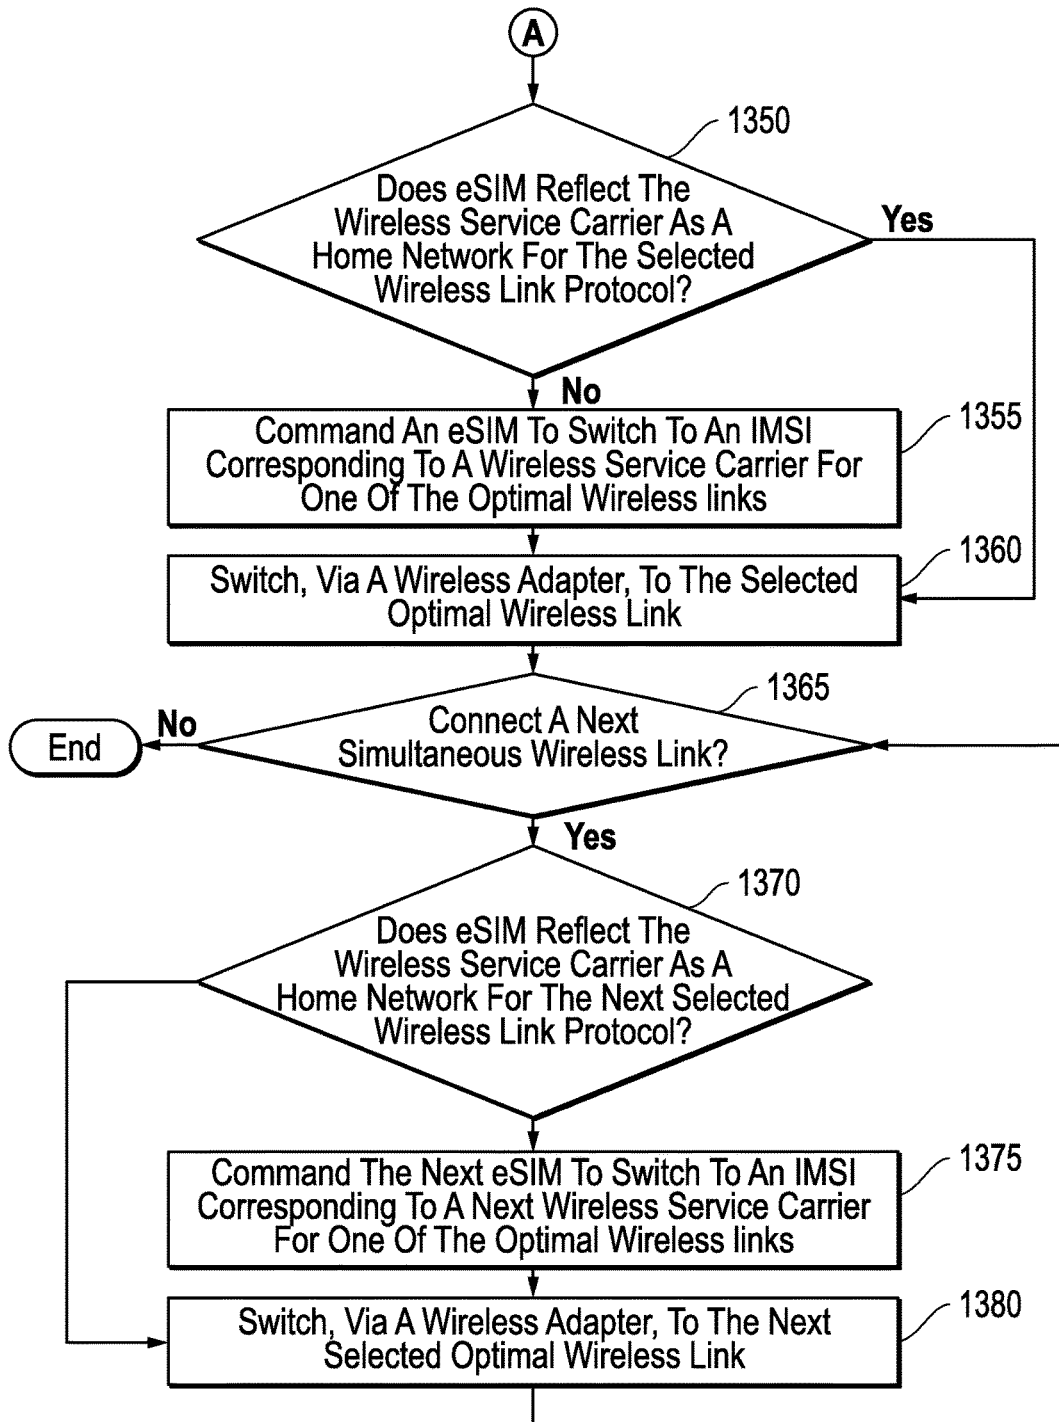 A
1350
Does eSIM Reflect The
Wireless Service Carrier As A
Home Network For The Selected
Wireless Link Protocol?
Yes
No
1355
Command An eSIM To Switch To An IMSI
Corresponding To A Wireless Service Carrier For
One Of The Optimal Wireless links
1360
Switch, Via A Wireless Adapter, To The Selected
Optimal Wireless Link
1365
Connect A Next
Simultaneous Wireless Link?
No
End
Yes
1370
Does eSIM Reflect The
Wireless Service Carrier As A
Home Network For The Next Selected
Wireless Link Protocol?
1375
Command The Next eSIM To Switch To An IMSI
Corresponding To A Next Wireless Service Carrier
For One Of The Optimal Wireless links
1380
Switch, Via A Wireless Adapter, To The Next
Selected Optimal Wireless Link